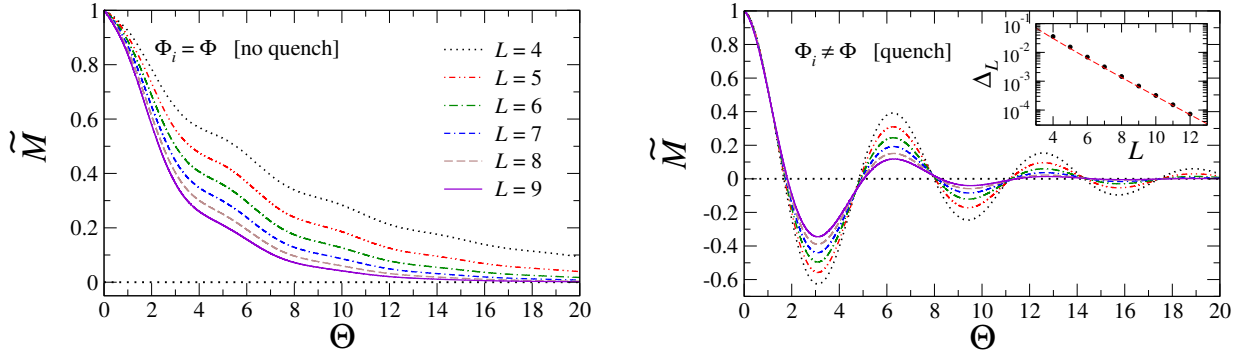 1
0.8
0.6
0.4
0.2
0
M̃
Φᵢ = Φ [no quench]
L = 4
L = 5
L = 6
L = 7
L = 8
L = 9
0 2 4 6 8 10 12 14 16 18 20
Θ
1
0.8
0.6
0.4
0.2
0
-0.2
-0.4
-0.6
M̃
Φᵢ ≠ Φ [quench]
10⁻¹
10⁻²
10⁻³
10⁻⁴
Δ_L
4 6 8 10 12
L
0 2 4 6 8 10 12 14 16 18 20
Θ